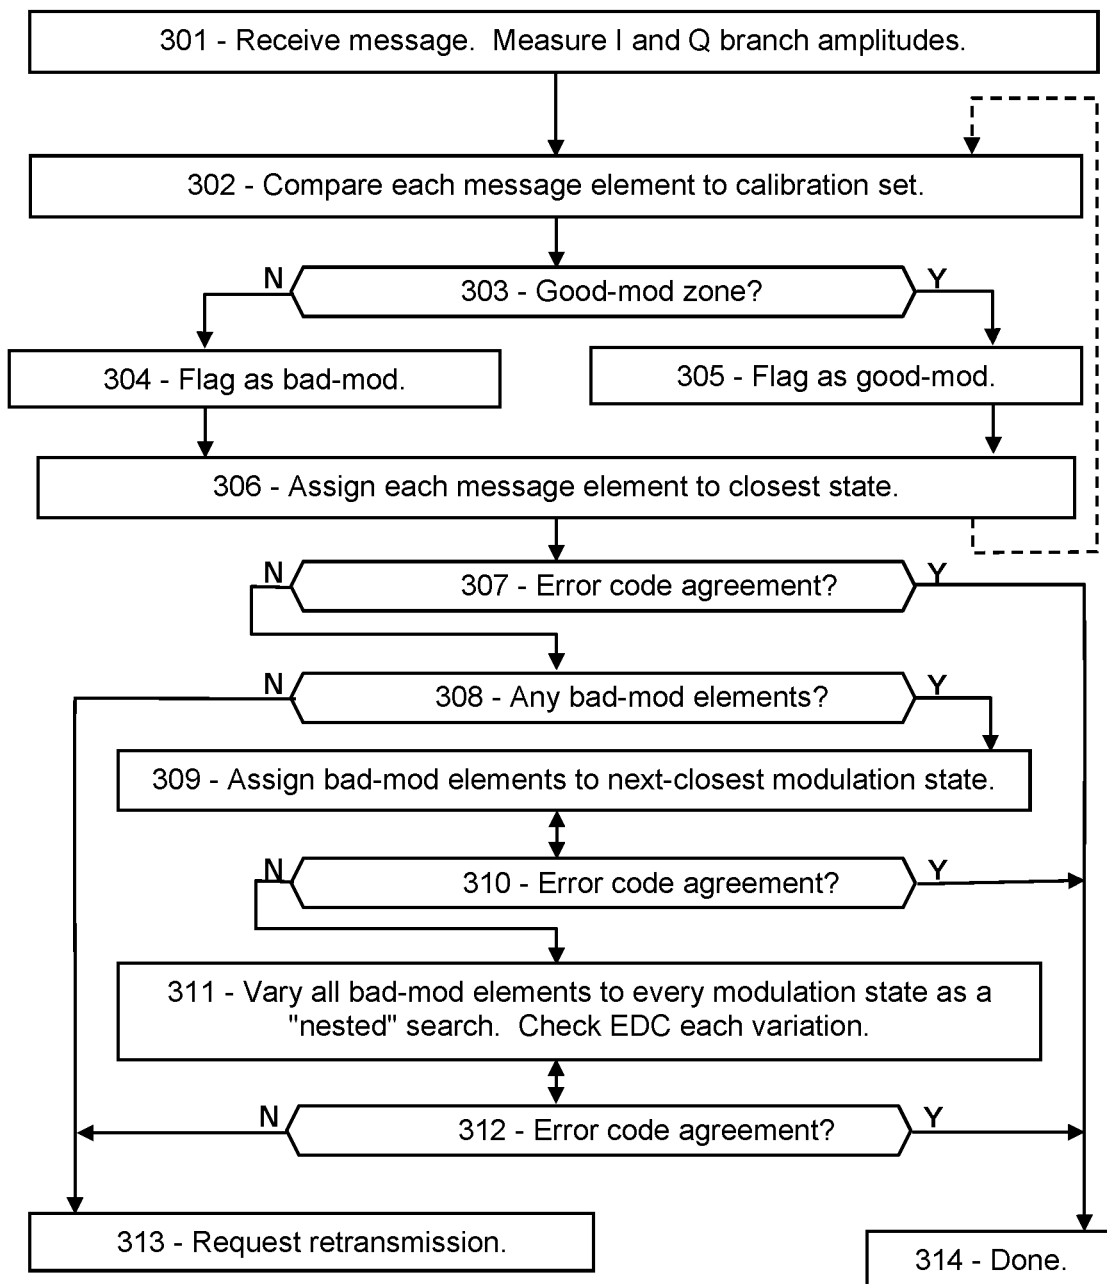 301 - Receive message.  Measure I and Q branch amplitudes.
302 - Compare each message element to calibration set.
N
303 - Good-mod zone?
Y
304 - Flag as bad-mod.
305 - Flag as good-mod.
306 - Assign each message element to closest state.
N
307 - Error code agreement?
Y
N
308 - Any bad-mod elements?
Y
309 - Assign bad-mod elements to next-closest modulation state.
N
310 - Error code agreement?
Y
311 - Vary all bad-mod elements to every modulation state as a
"nested" search.  Check EDC each variation.
N
312 - Error code agreement?
Y
313 - Request retransmission.
314 - Done.